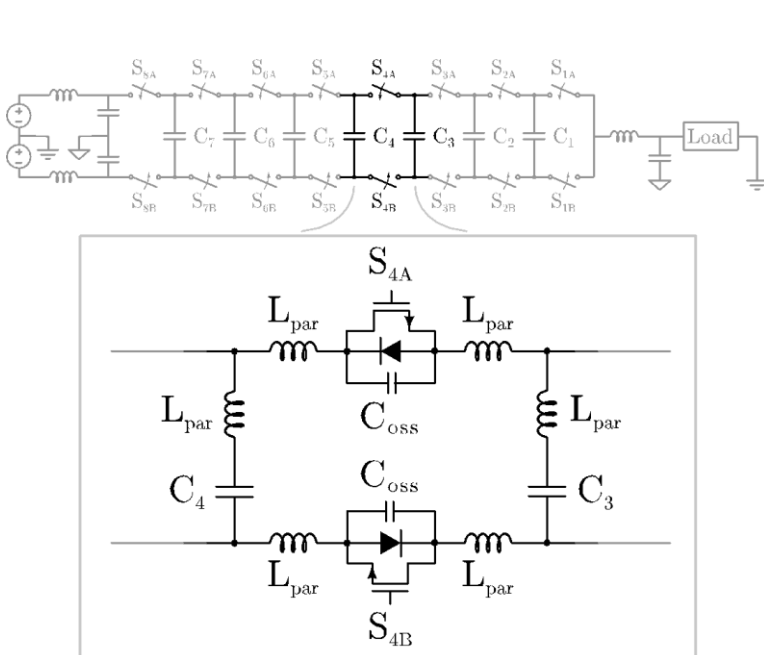 S8A S7A S6A S5A S4A S3A S2A S1A
C7 C6 C5 C4 C3 C2 C1 Load
S8B S7B S6B S5B S4B S3B S2B S1B
S4A
Lpar Lpar
Lpar Coss Lpar
C4 Coss C3
Lpar Lpar
S4B